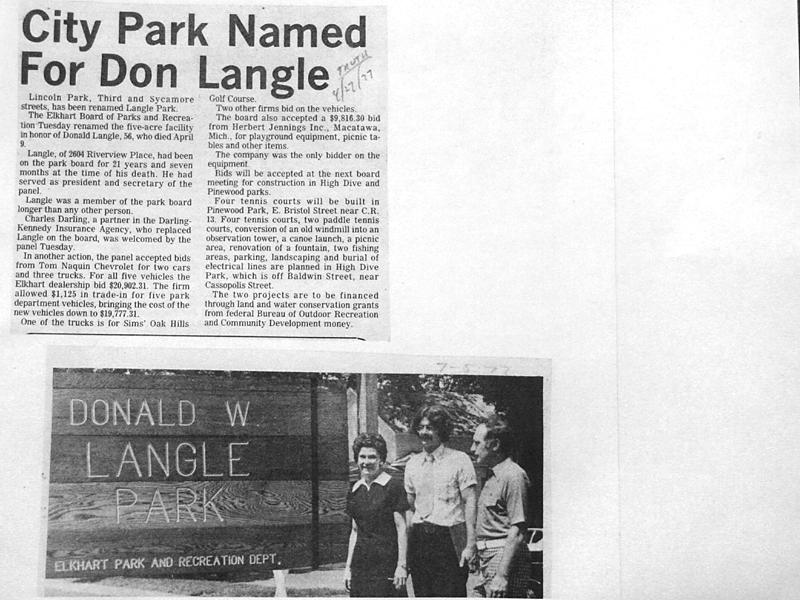 City Park Named
For Don Langle
TRUTH
4/27/77
Lincoln Park, Third and Sycamore
streets, has been renamed Langle Park.
The Elkhart Board of Parks and Recrea-
tion Tuesday renamed the five-acre facility
in honor of Donald Langle, 56, who died April
9.
Langle, of 2604 Riverview Place, had been
on the park board for 21 years and seven
months at the time of his death. He had
served as president and secretary of the
panel.
Langle was a member of the park board
longer than any other person.
Charles Darling, a partner in the Darling-
Kennedy Insurance Agency, who replaced
Langle on the board, was welcomed by the
panel Tuesday.
In another action, the panel accepted bids
from Tom Naquin Chevrolet for two cars
and three trucks. For all five vehicles the
Elkhart dealership bid $20,902.31. The firm
allowed $1,125 in trade-in for five park
department vehicles, bringing the cost of the
new vehicles down to $19,777.31.
One of the trucks is for Sims' Oak Hills
Golf Course.
Two other firms bid on the vehicles.
The board also accepted a $9,816.30 bid
from Herbert Jennings Inc., Macatawa,
Mich., for playground equipment, picnic ta-
bles and other items.
The company was the only bidder on the
equipment.
Bids will be accepted at the next board
meeting for construction in High Dive and
Pinewood parks.
Four tennis courts will be built in
Pinewood Park, E. Bristol Street near C.R.
13. Four tennis courts, two paddle tennis
courts, conversion of an old windmill into an
observation tower, a canoe launch, a picnic
area, renovation of a fountain, two fishing
areas, parking, landscaping and burial of
electrical lines are planned in High Dive
Park, which is off Baldwin Street, near
Cassopolis Street.
The two projects are to be financed
through land and water conservation grants
from federal Bureau of Outdoor Recreation
and Community Development money.
7-5-77
DONALD W.
LANGLE
PARK
ELKHART PARK AND RECREATION DEPT.